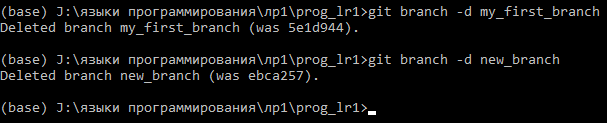 (base) J:\языки программирования\лр1\prog_lr1>git branch -d my_first_branch
Deleted branch my_first_branch (was 5e1d944).
(base) J:\языки программирования\лр1\prog_lr1>git branch -d new_branch
Deleted branch new_branch (was ebca257).
(base) J:\языки программирования\лр1\prog_lr1>